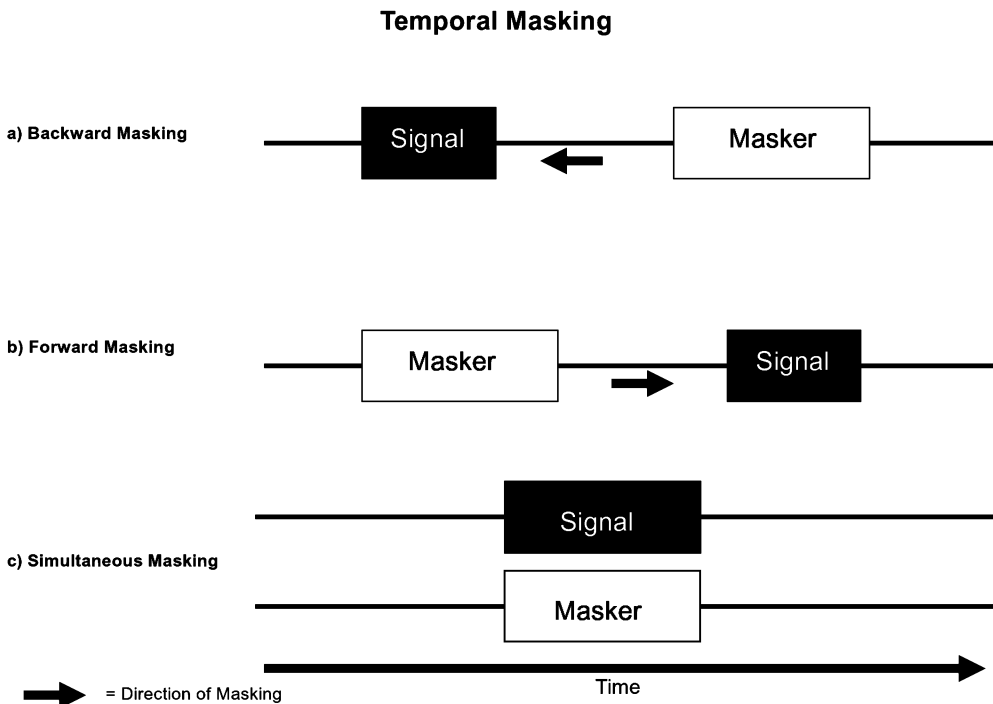 Temporal Masking
a) Backward Masking
Signal
Masker
b) Forward Masking
Masker
Signal
Signal
c) Simultaneous Masking
Masker
Time
= Direction of Masking